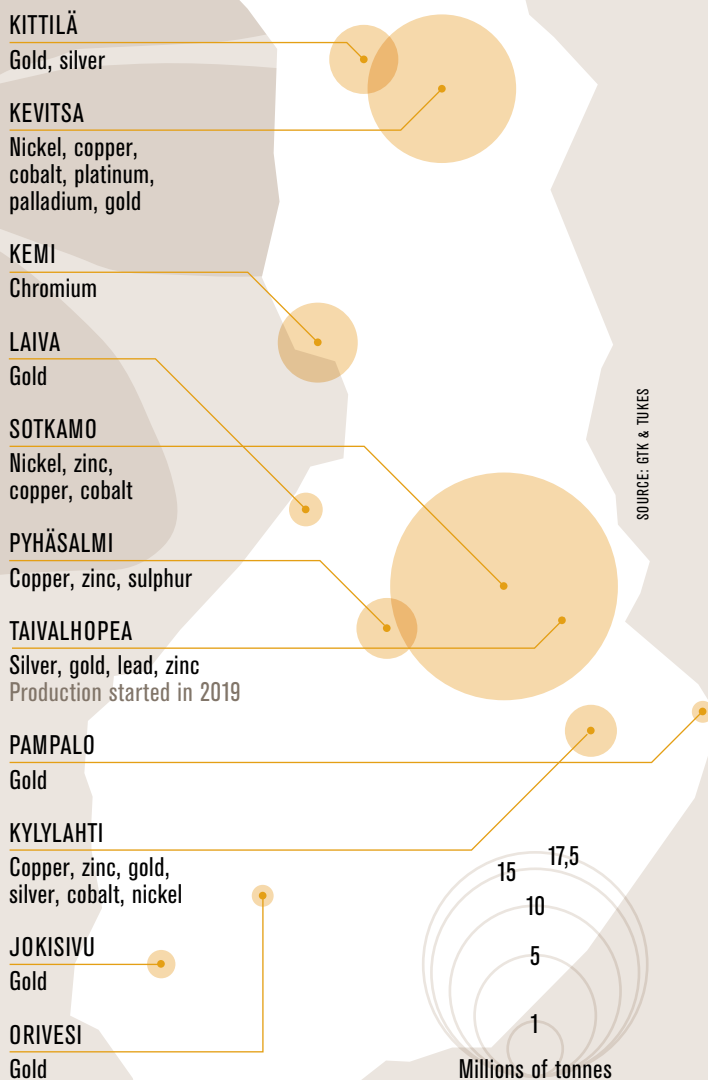 KITTILÄ
Gold, silver
KEVITSA
Nickel, copper,
cobalt, platinum,
palladium, gold
KEMI
Chromium
LAIVA
Gold
SOTKAMO
Nickel, zinc,
copper, cobalt
PYHÄSALMI
Copper, zinc, sulphur
TAIVALHOPEA
Silver, gold, lead, zinc
Production started in 2019
PAMPALO
Gold
KYLYLAHTI
Copper, zinc, gold,
silver, cobalt, nickel
JOKISIVU
Gold
ORIVESI
Gold
SOURCE: GTK & TUKES
17,5
15
10
5
1
Millions of tonnes